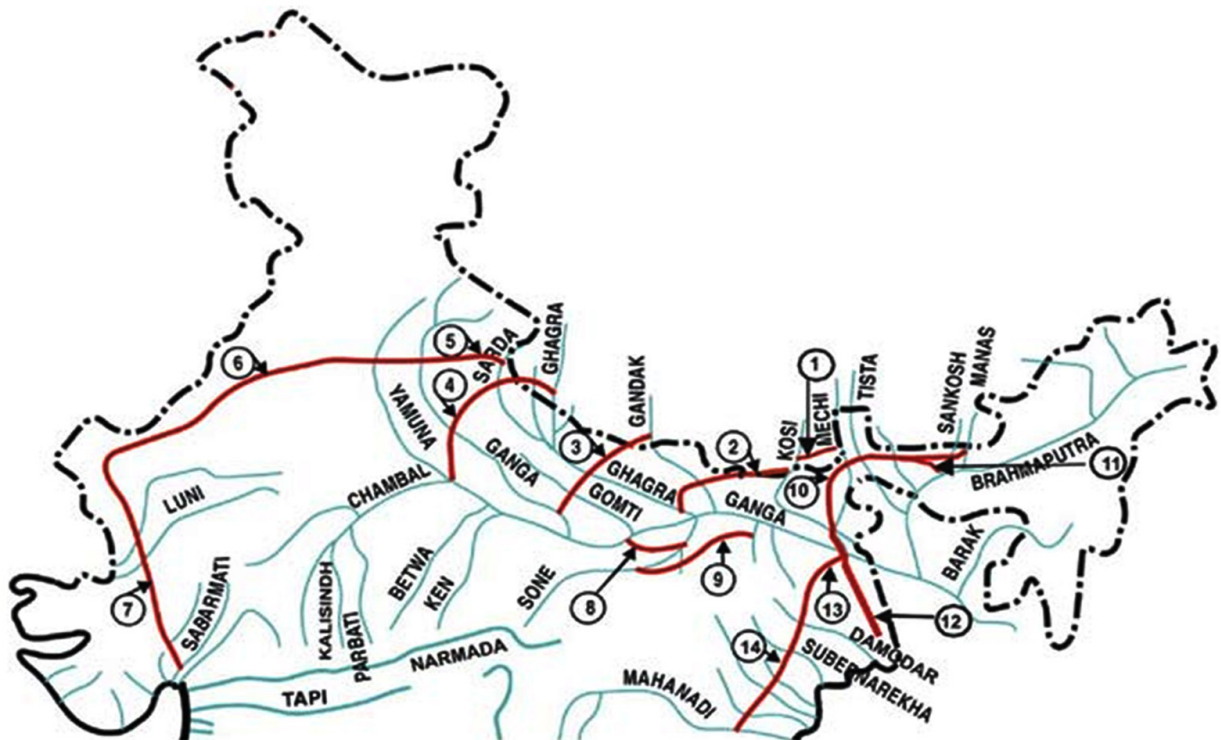 GHAGRA
5
SARDA
6
4
1
TISTA
SANKOSH
MANAS
GANDAK
YAMUNA
KOSI
MECHI
3
2
GANGA
GHAGRA
GOMTI
GANGA
10
11
BRAHMAPUTRA
LUNI
CHAMBAL
BARAK
BETWA
KEN
SONE
9
8
7
SABARMATI
KALISINDH
PARBATI
13
12
DAMODAR
14
SUBERNAREKHA
NARMADA
TAPI
MAHANADI